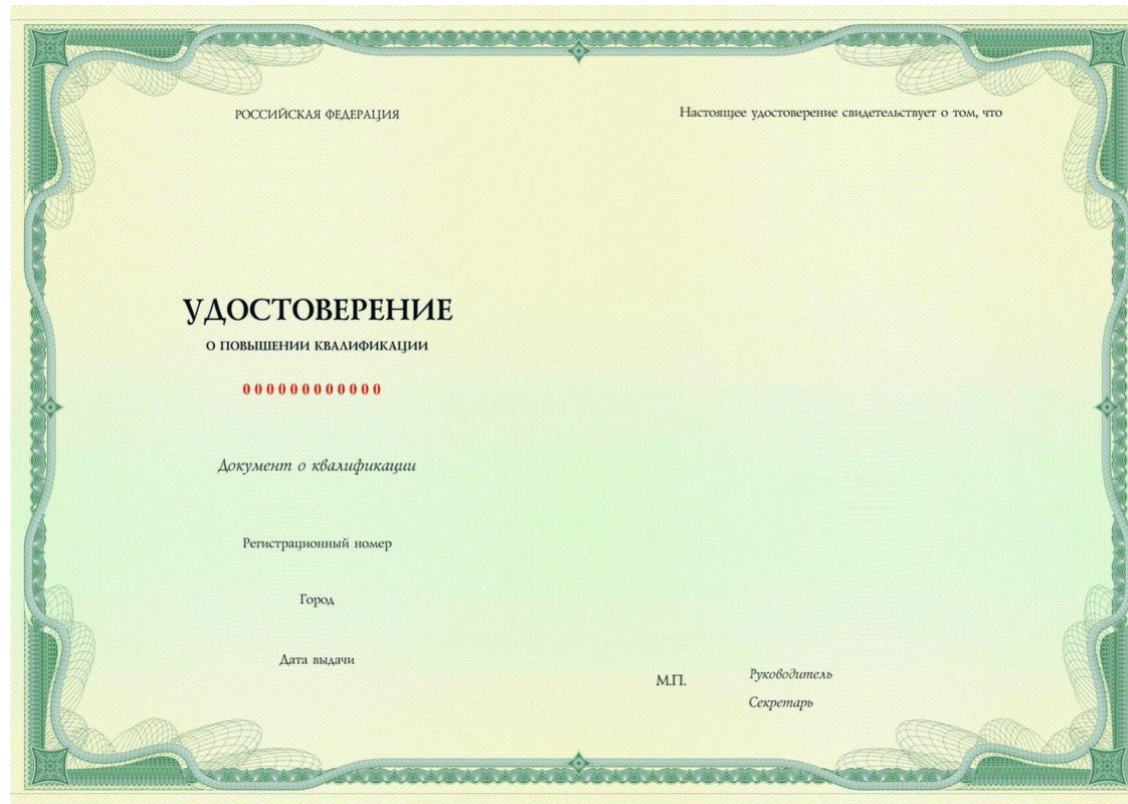 РОССИЙСКАЯ ФЕДЕРАЦИЯ
УДОСТОВЕРЕНИЕ
О ПОВЫШЕНИИ КВАЛИФИКАЦИИ
000000000000
Документ о квалификации
Регистрационный номер
Город
Дата выдачи
Настоящее удостоверение свидетельствует о том, что
М.П.
Руководитель
Секретарь